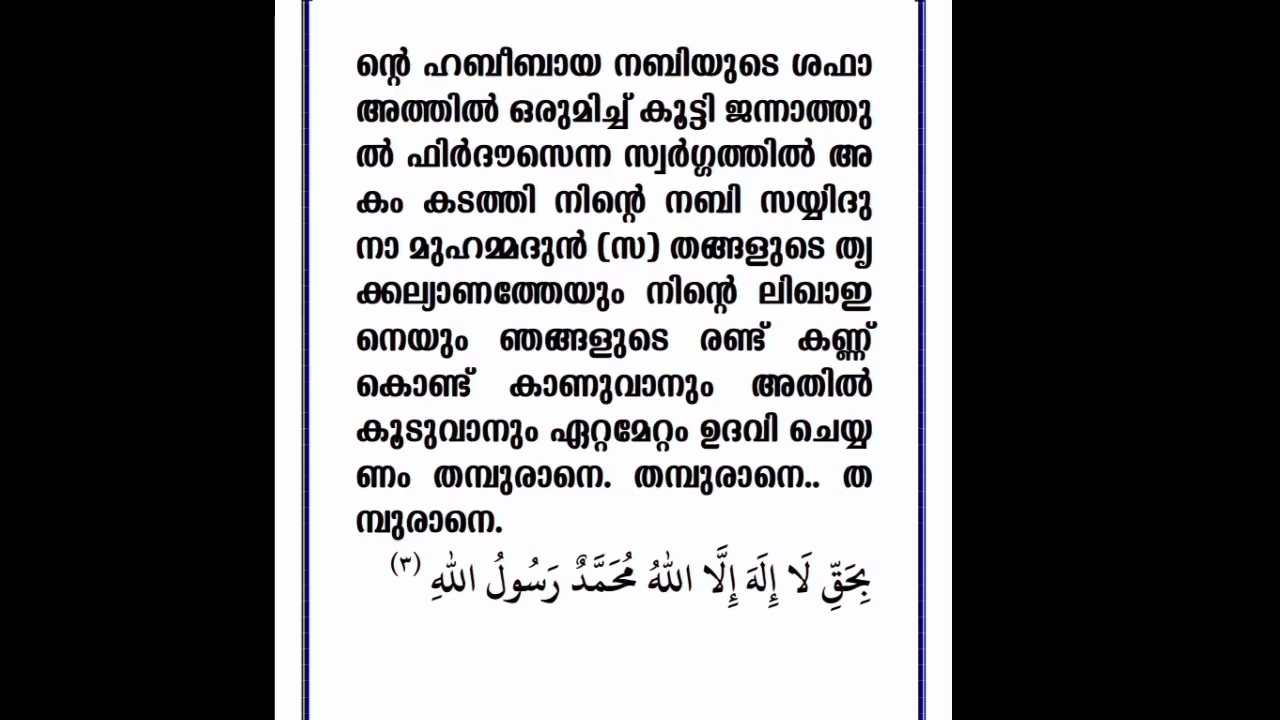 ന്റെ ഹബീബായ നബിയുടെ ശഫാ
അത്തിൽ ഒരുമിച്ച് കൂട്ടി ജന്നാത്തു
ൽ ഫിർദൗസെന്ന സ്വർഗ്ഗത്തിൽ അ
കം കടത്തി നിന്റെ നബി സയ്യിദു
നാ മുഹമ്മദുൻ (സ) തങ്ങളുടെ തൃ
ക്കല്യാണത്തേയും നിന്റെ ലിഖാഇ
നെയും ഞങ്ങളുടെ രണ്ട് കണ്ണ്
കൊണ്ട് കാണുവാനും അതിൽ
കൂടുവാനും ഏറ്റമേറ്റം ഉദവി ചെയ്യ
ണം തമ്പുരാനെ. തമ്പുരാനെ.. ത
മ്പുരാനെ.
بِحَقِّ لَا إِلَهَ إِلَّا اللهُ مُحَمَّدٌ رَسُولُ اللهِ (٣)